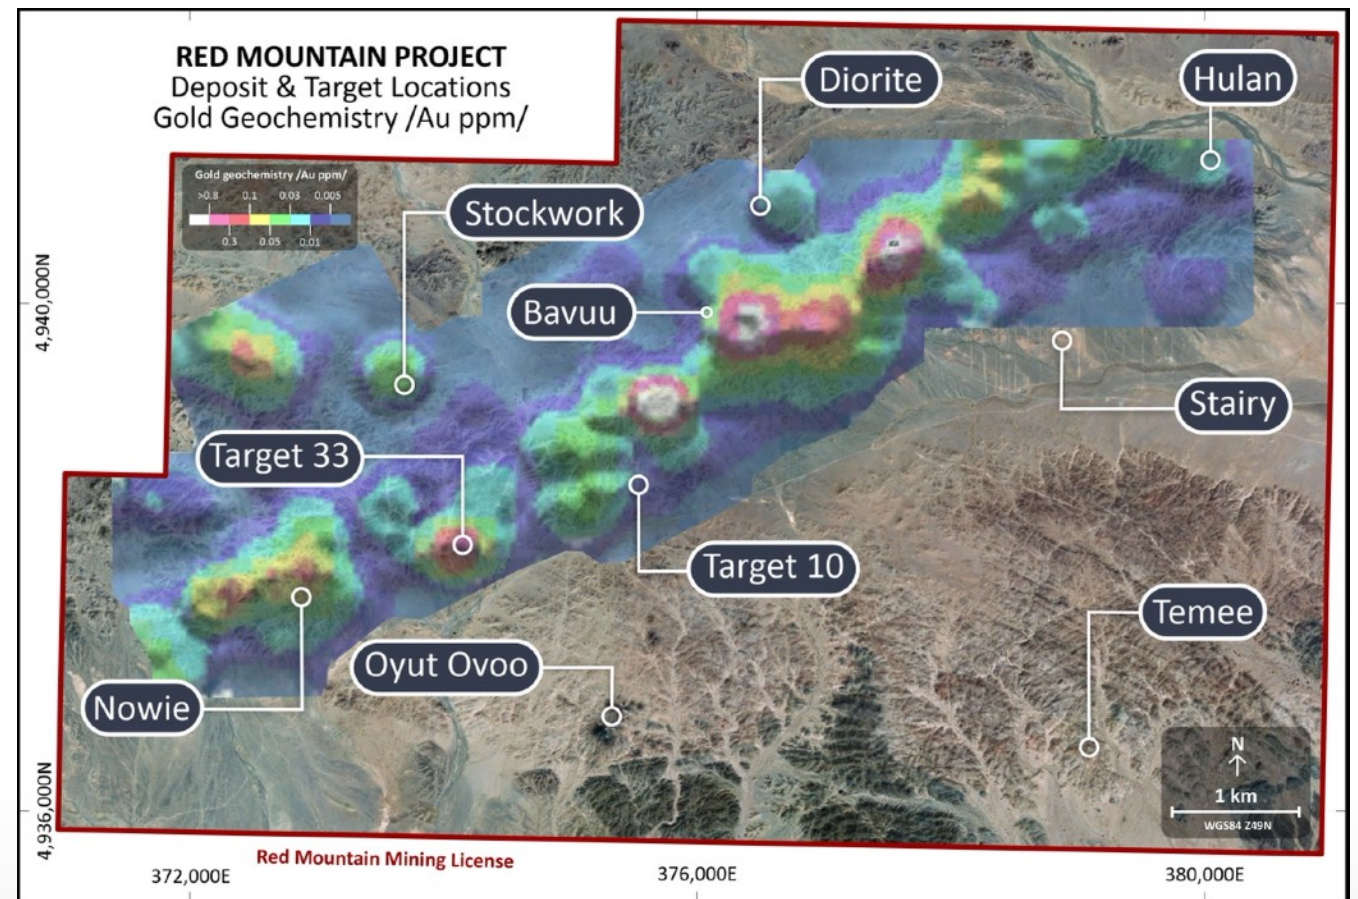 RED MOUNTAIN PROJECT
Deposit & Target Locations
Gold Geochemistry /Au ppm/
Diorite
Hulan
Gold geochemistry /Au ppm/
>0.8 0.1 0.03 0.005
0.3 0.05 0.01
Stockwork
4,940,000N
Bavuu
Stairy
Target 33
Target 10
Temee
Oyut Ovoo
Nowie
N
1 km
WGS84 Z49N
4,936,000N
Red Mountain Mining License
372,000E 376,000E 380,000E